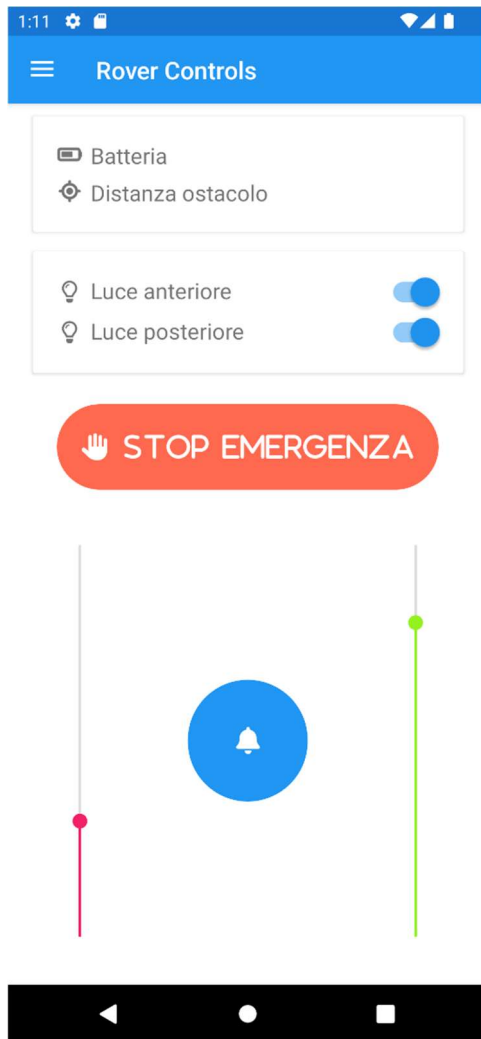 1:11
Rover Controls
Batteria
Distanza ostacolo
Luce anteriore
Luce posteriore
STOP EMERGENZA